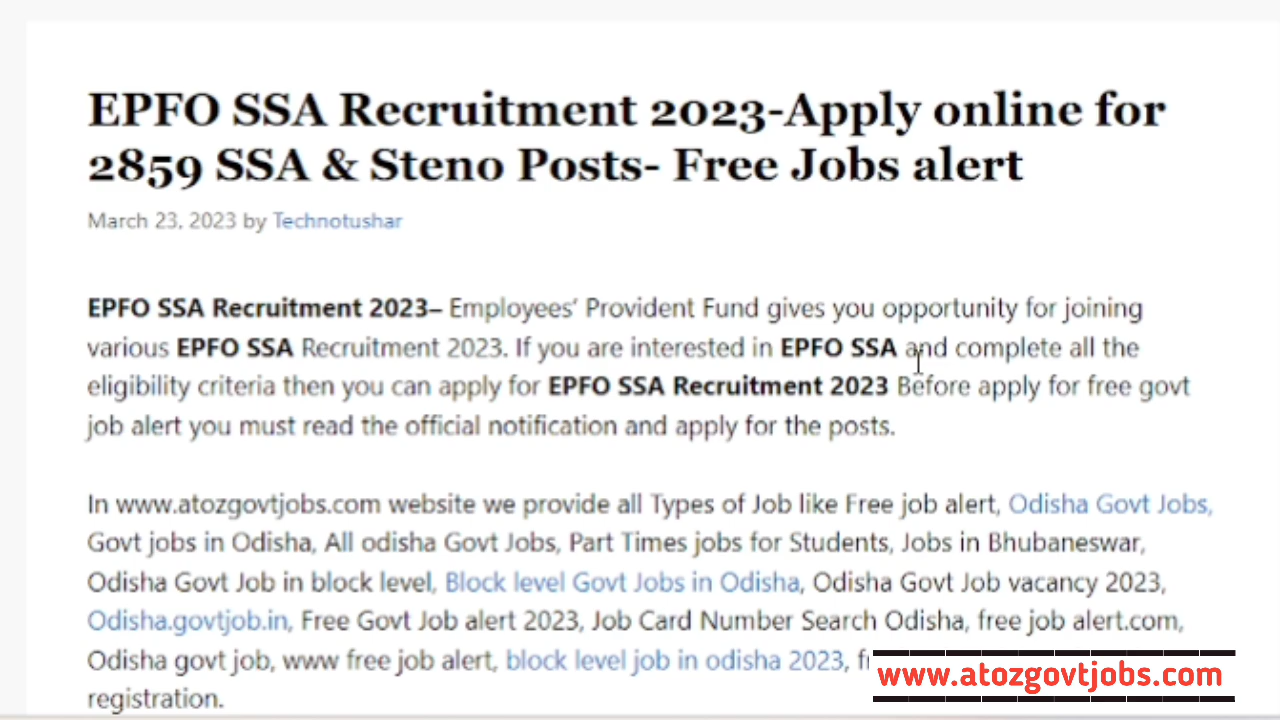 EPFO SSA Recruitment 2023-Apply online for
2859 SSA & Steno Posts- Free Jobs alert
March 23, 2023 by Technotushar
EPFO SSA Recruitment 2023– Employees’ Provident Fund gives you opportunity for joining
various EPFO SSA Recruitment 2023. If you are interested in EPFO SSA and complete all the
eligibility criteria then you can apply for EPFO SSA Recruitment 2023 Before apply for free govt
job alert you must read the official notification and apply for the posts.
In www.atozgovtjobs.com website we provide all Types of Job like Free job alert, Odisha Govt Jobs,
Govt jobs in Odisha, All odisha Govt Jobs, Part Times jobs for Students, Jobs in Bhubaneswar,
Odisha Govt Job in block level, Block level Govt Jobs in Odisha, Odisha Govt Job vacancy 2023,
Odisha.govtjob.in, Free Govt Job alert 2023, Job Card Number Search Odisha, free job alert.com,
Odisha govt job, www free job alert, block level job in odisha 2023,
www.atozgovtjobs.com
registration.